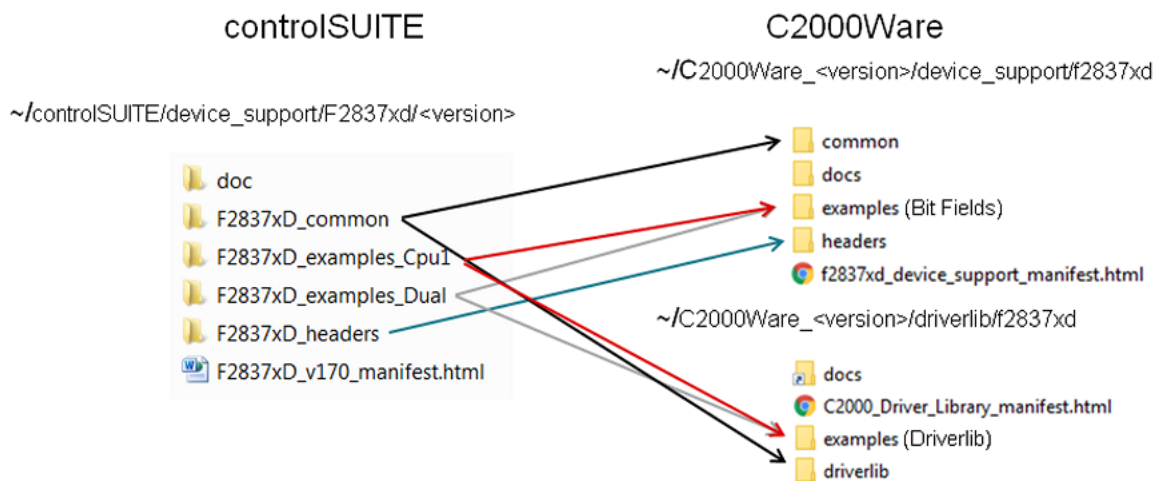 controlSUITE
~/controlSUITE/device_support/F2837xd/<version>
doc
F2837xD_common
F2837xD_examples_Cpu1
F2837xD_examples_Dual
F2837xD_headers
F2837xD_v170_manifest.html
C2000Ware
~/C2000Ware_<version>/device_support/f2837xd
common
docs
examples (Bit Fields)
headers
f2837xd_device_support_manifest.html
~/C2000Ware_<version>/driverlib/f2837xd
docs
C2000_Driver_Library_manifest.html
examples (Driverlib)
driverlib